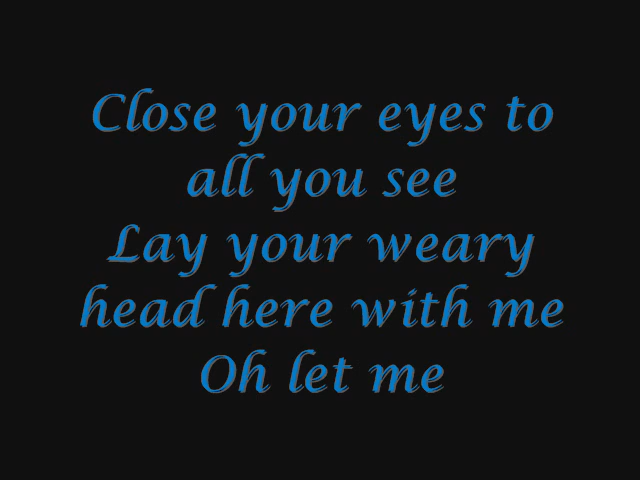 Close your eyes to
all you see
Lay your weary
head here with me
Oh let me